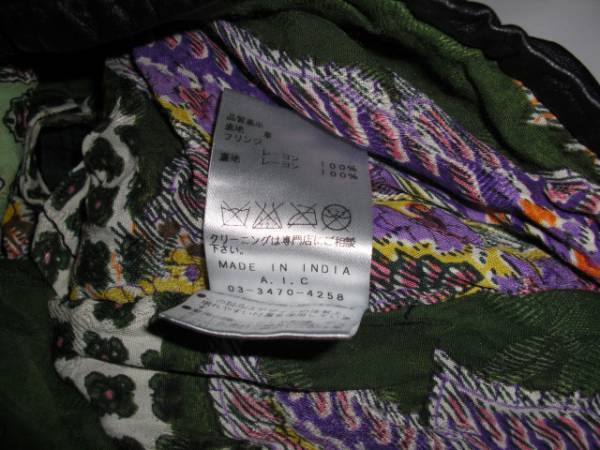 品質表示
表地 革
フリンジ
レーヨン 100%
裏地 レーヨン 100%
クリーニングは専門店にご相談
下さい。
MADE IN INDIA
A.I.C
03-3470-4258